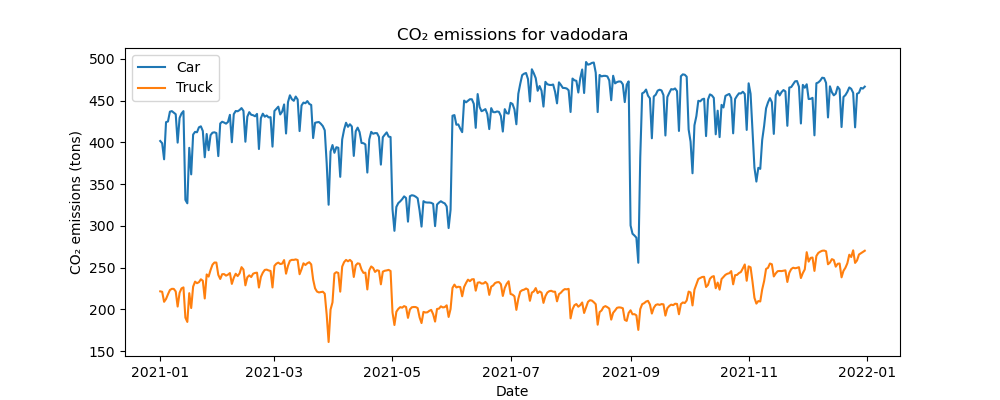 CO₂ emissions for vadodara
Car
Truck
CO₂ emissions (tons)
500
450
400
350
300
250
200
150
2021-01 2021-03 2021-05 2021-07 2021-09 2021-11 2022-01
Date